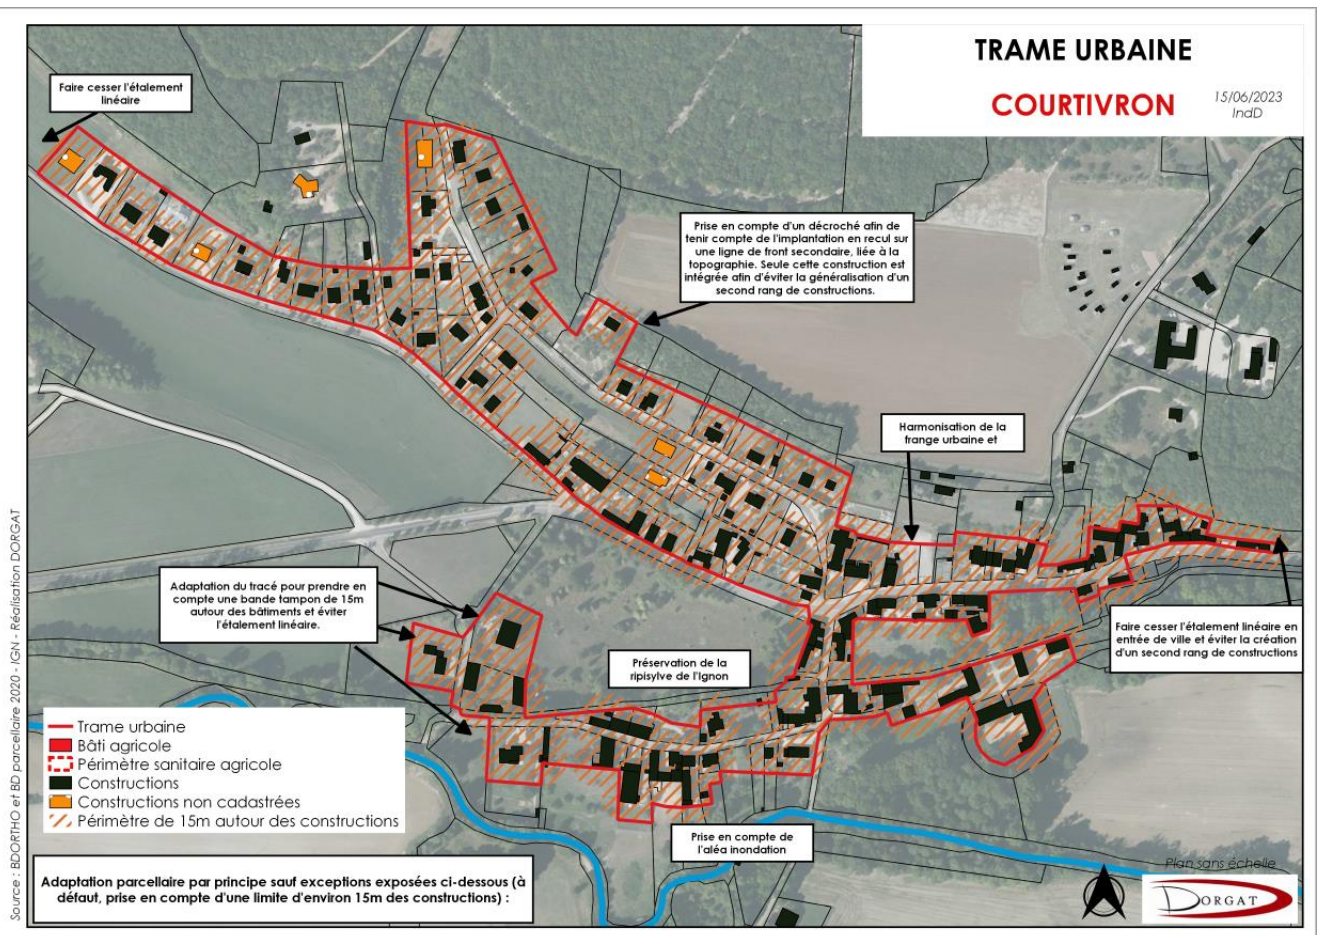 TRAME URBAINE
COURTIVRON
15/06/2023
IndD
Faire cesser l'étalement
linéaire
Prise en compte d'un décroché afin de
tenir compte de l'implantation en recul sur
une ligne de front secondaire, liée à la
topographie. Seule cette construction est
intégrée afin d'éviter la généralisation d'un
second rang de constructions.
Harmonisation de la
frange urbaine et
Adaptation du tracé pour prendre en
compte une bande tampon de 15m
autour des bâtiments et éviter
l'étalement linéaire.
Faire cesser l'étalement linéaire en
entrée de ville et éviter la création
d'un second rang de constructions
Préservation de la
ripisylve de l'Ignon
Trame urbaine
Bâti agricole
Périmètre sanitaire agricole
Constructions
Constructions non cadastrées
Périmètre de 15m autour des constructions
Prise en compte de
l'aléa inondation
Adaptation parcellaire par principe sauf exceptions exposées ci-dessous (à
défaut, prise en compte d'une limite d'environ 15m des constructions) :
Plan sans échelle
DORGAT
Source : BDORTHO et BD parcellaire 2020 - IGN - Réalisation DORGAT